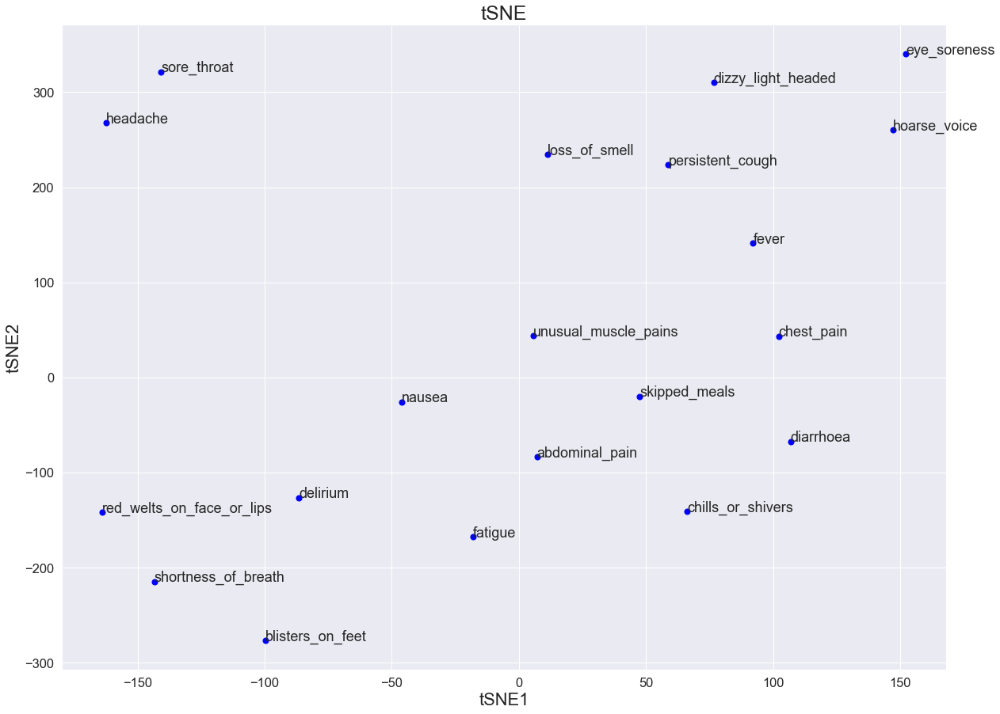 tSNE
eye_soreness
sore_throat
dizzy_light_headed
300
headache
hoarse_voice
loss_of_smell
persistent_cough
200
fever
100
unusual_muscle_pains
chest_pain
tSNE2
0
skipped_meals
nausea
diarrhoea
abdominal_pain
−100
delirium
red_welts_on_face_or_lips
chills_or_shivers
fatigue
−200
shortness_of_breath
blisters_on_feet
−300
−150 −100 −50 0 50 100 150
tSNE1